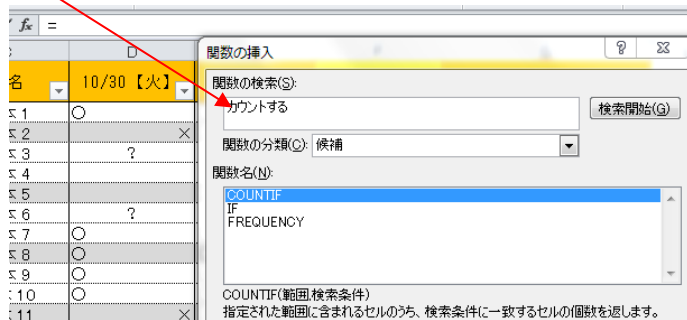 fx =
D
名 10/30 【火】
1 ○
2 ×
3 ?
4
5
6 ?
7 ○
8 ○
9 ○
10 ○
11 ×
関数の挿入
関数の検索(S):
カウントする
検索開始(G)
関数の分類(C): 候補
関数名(N):
COUNTIF
IF
FREQUENCY
COUNTIF(範囲,検索条件)
指定された範囲に含まれるセルのうち、検索条件に一致するセルの個数を返します。